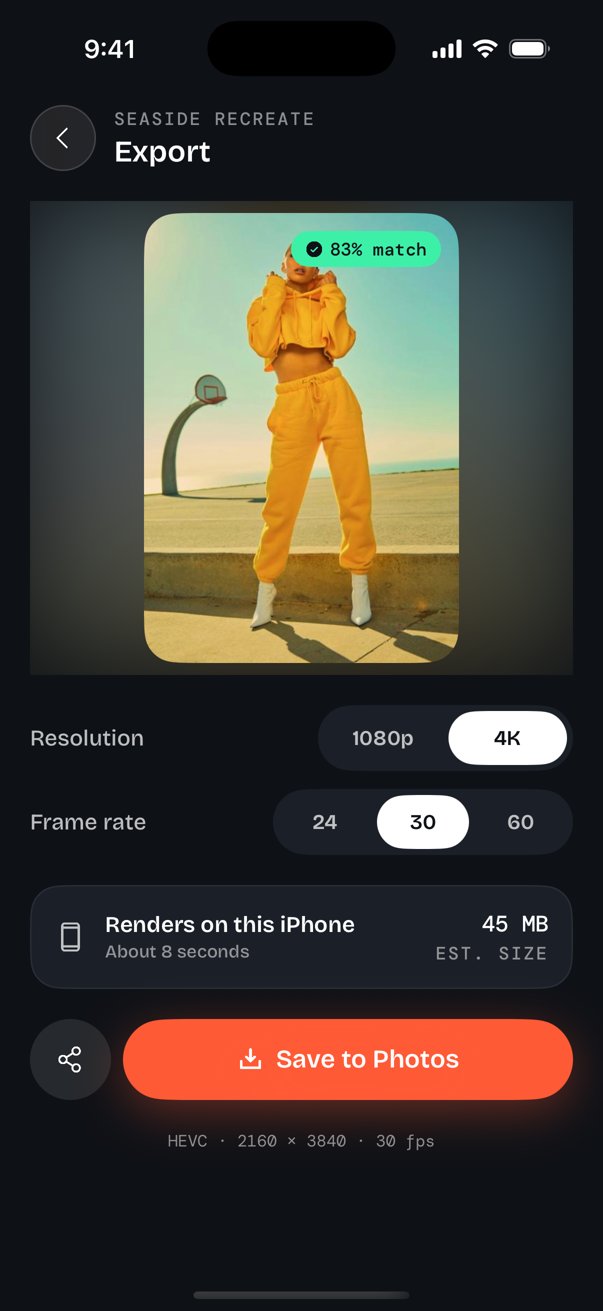 9:41
SEASIDE RECREATE
Export
83% match
Resolution
1080p
4K
Frame rate
24
30
60
Renders on this iPhone
About 8 seconds
45 MB
EST. SIZE
Save to Photos
HEVC · 2160 × 3840 · 30 fps